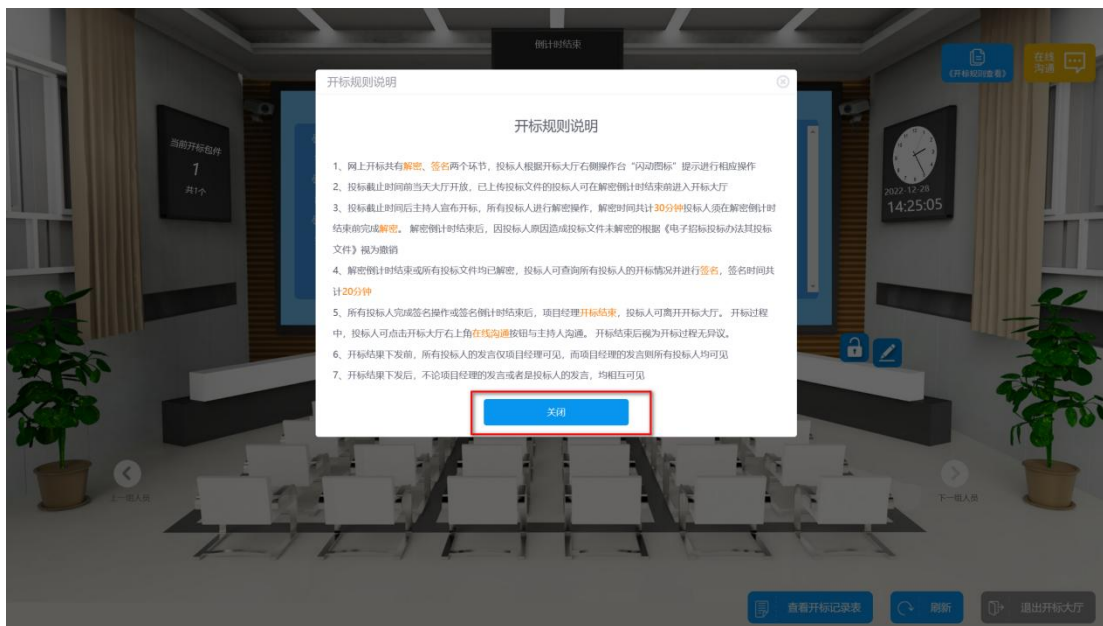 倒计时结束
《开标规则查看》
在线
沟通
开标规则说明
开标规则说明
当前开标包件
1
共1个
1、网上开标共有解密、签名两个环节，投标人根据开标大厅右侧操作台“闪动图标”提示进行相应操作
2、投标截止时间前当天大厅开放，已上传投标文件的投标人可在解密倒计时结束前进入开标大厅
3、投标截止时间后主持人宣布开标，所有投标人进行解密操作，解密时间共计30分钟投标人须在解密倒计时
结束前完成解密。 解密倒计时结束后，因投标人原因造成投标文件未解密的根据《电子招标投标办法其投标
文件》视为撤销
4、解密倒计时结束或所有投标文件均已解密，投标人可查询所有投标人的开标情况并进行签名，签名时间共
计20分钟
5、所有投标人完成签名操作或签名倒计时结束后，项目经理开标结束，投标人可离开开标大厅。 开标过程
中，投标人可点击开标大厅右上角在线沟通按钮与主持人沟通。 开标结束后视为开标过程无异议。
6、开标结果下发前，所有投标人的发言仅项目经理可见，而项目经理的发言则所有投标人均可见
7、开标结果下发后，不论项目经理的发言或者是投标人的发言，均相互可见
2022-12-28
14:25:05
关闭
上一组人员
下一组人员
查看开标记录表
刷新
退出开标大厅